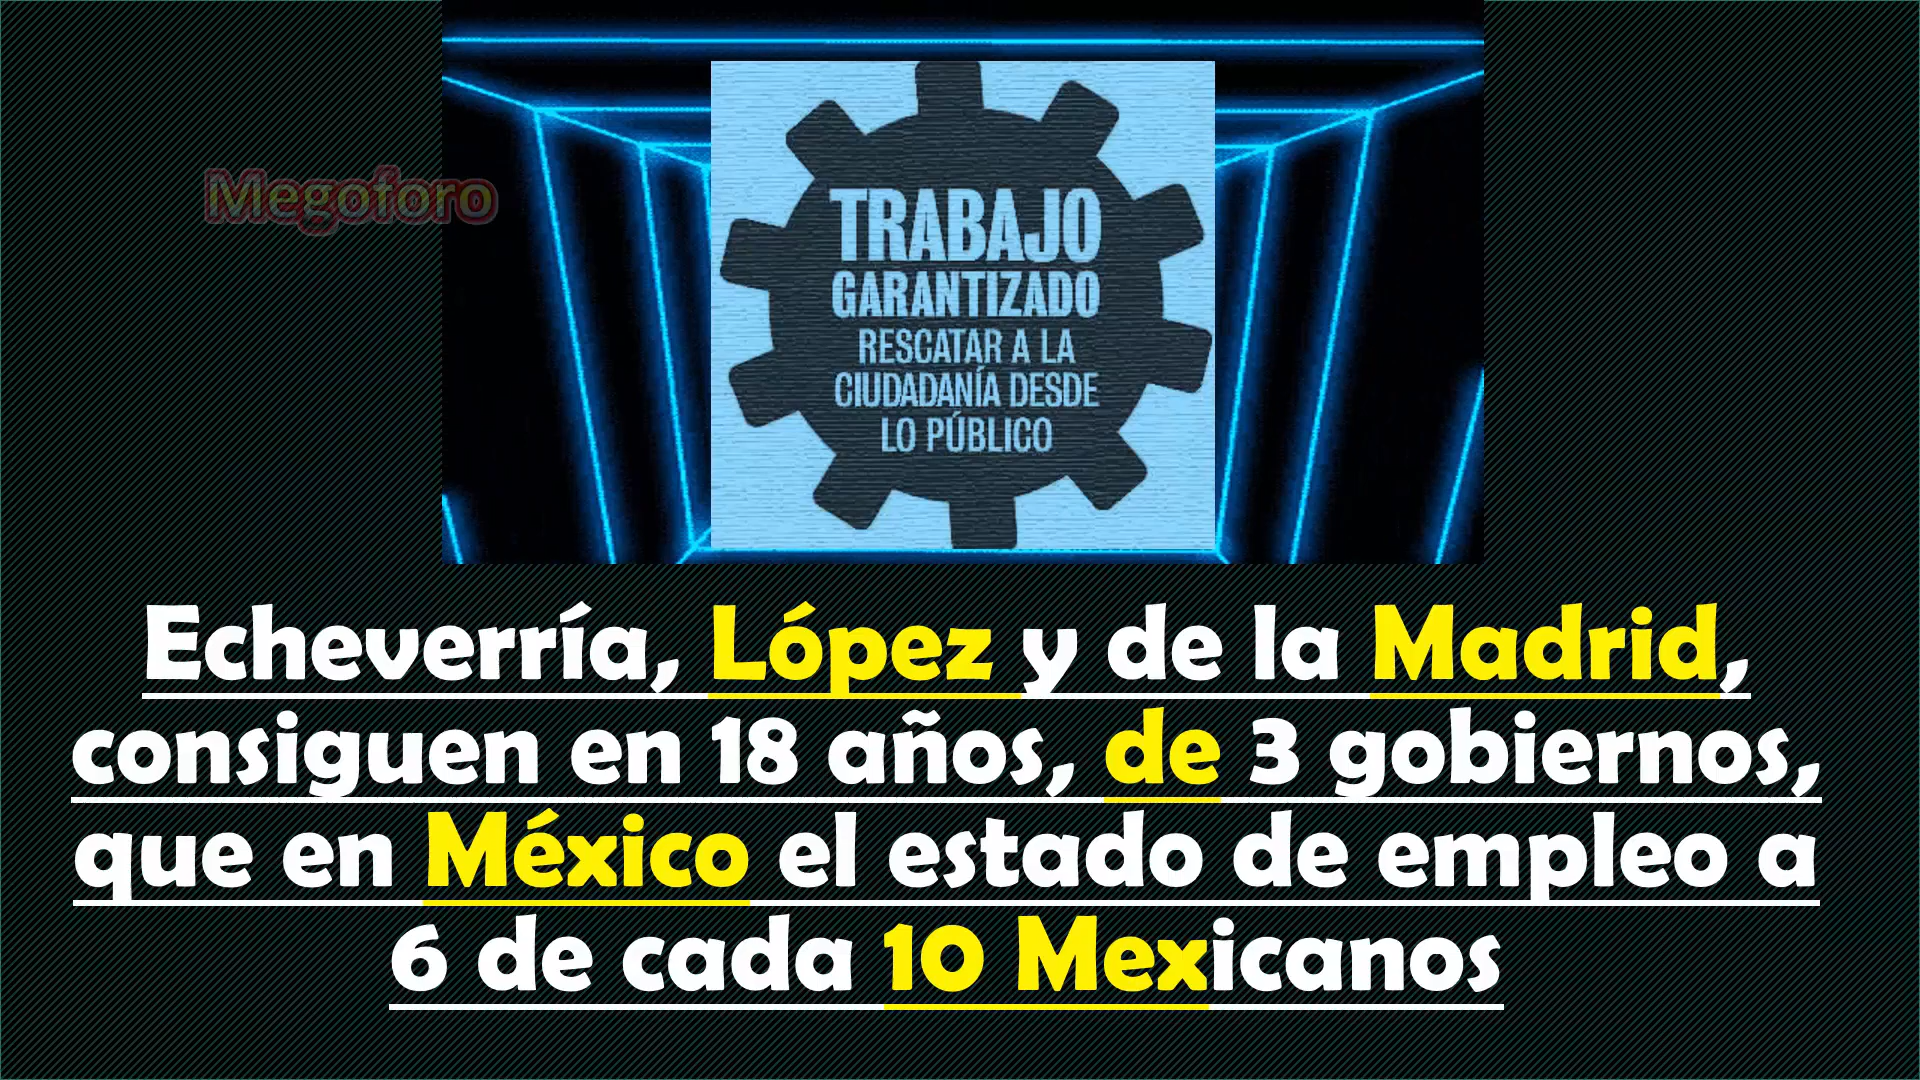 Megoforo
TRABAJO
GARANTIZADO
RESCATAR A LA
CIUDADANÍA DESDE
LO PÚBLICO
Echeverría, López y de la Madrid,
consiguen en 18 años, de 3 gobiernos,
que en México el estado de empleo a
6 de cada 10 Mexicanos